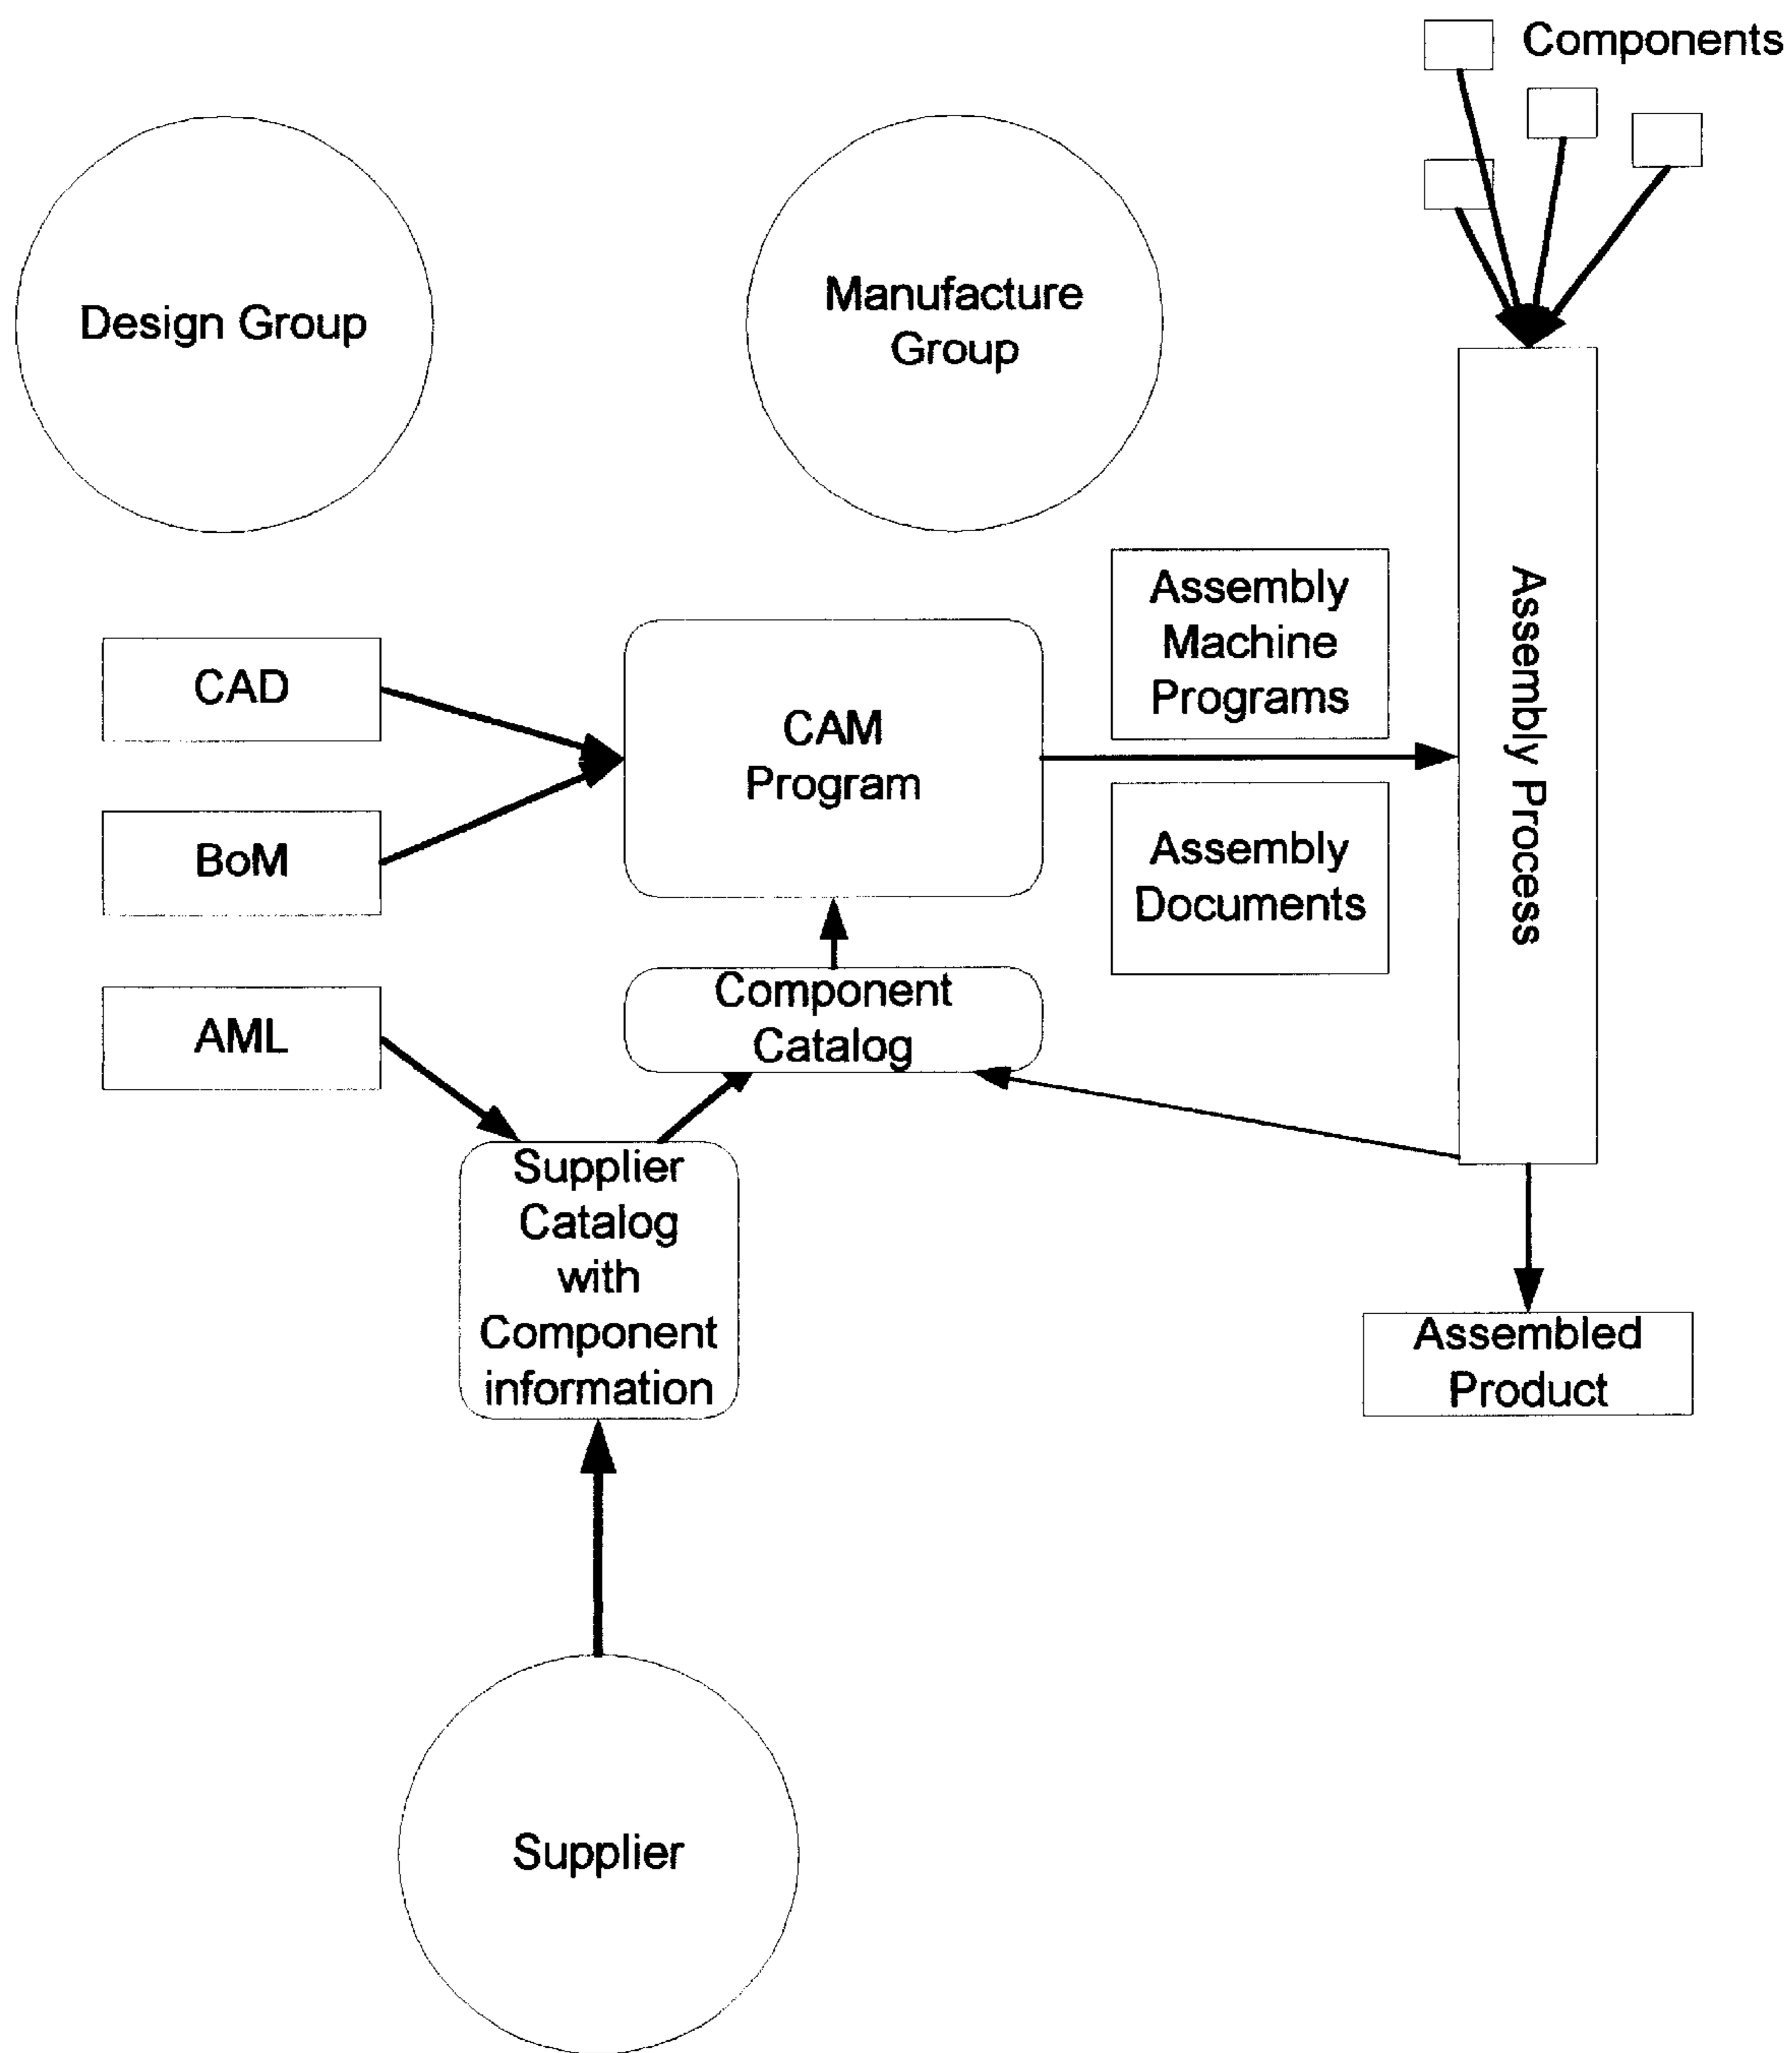 Components
Design Group
Manufacture
Group
Assembly
Machine
Programs
CAD
CAM
Program
Assembly Process
BoM
Assembly
Documents
AML
Component
Catalog
Supplier
Catalog
with
Component
information
Assembled
Product
Supplier